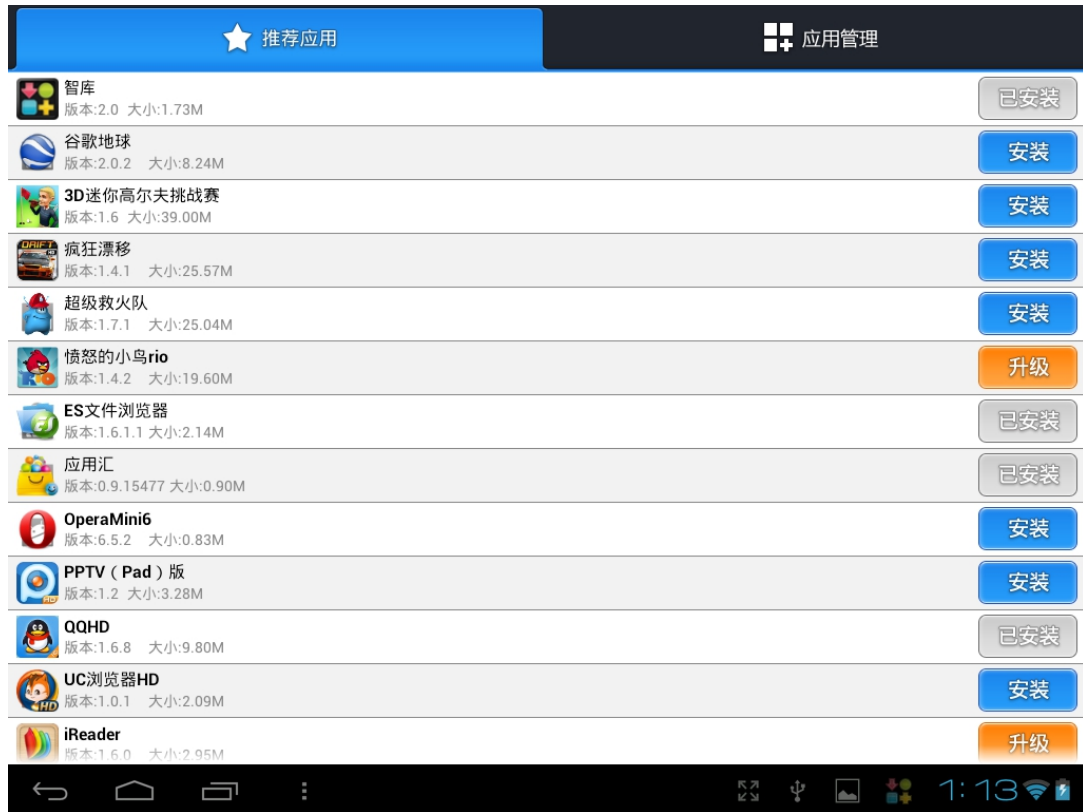 推荐应用
应用管理
智库
版本:2.0 大小:1.73M
已安装
谷歌地球
版本:2.0.2 大小:8.24M
安装
3D迷你高尔夫挑战赛
版本:1.6 大小:39.00M
安装
疯狂漂移
版本:1.4.1 大小:25.57M
安装
超级救火队
版本:1.7.1 大小:25.04M
安装
愤怒的小鸟rio
版本:1.4.2 大小:19.60M
升级
ES文件浏览器
版本:1.6.1.1 大小:2.14M
已安装
应用汇
版本:0.9.15477 大小:0.90M
已安装
OperaMini6
版本:6.5.2 大小:0.83M
安装
PPTV（Pad）版
版本:1.2 大小:3.28M
安装
QQHD
版本:1.6.8 大小:9.80M
已安装
UC浏览器HD
版本:1.0.1 大小:2.09M
安装
iReader
版本:1.6.0 大小:2.95M
升级
1:13